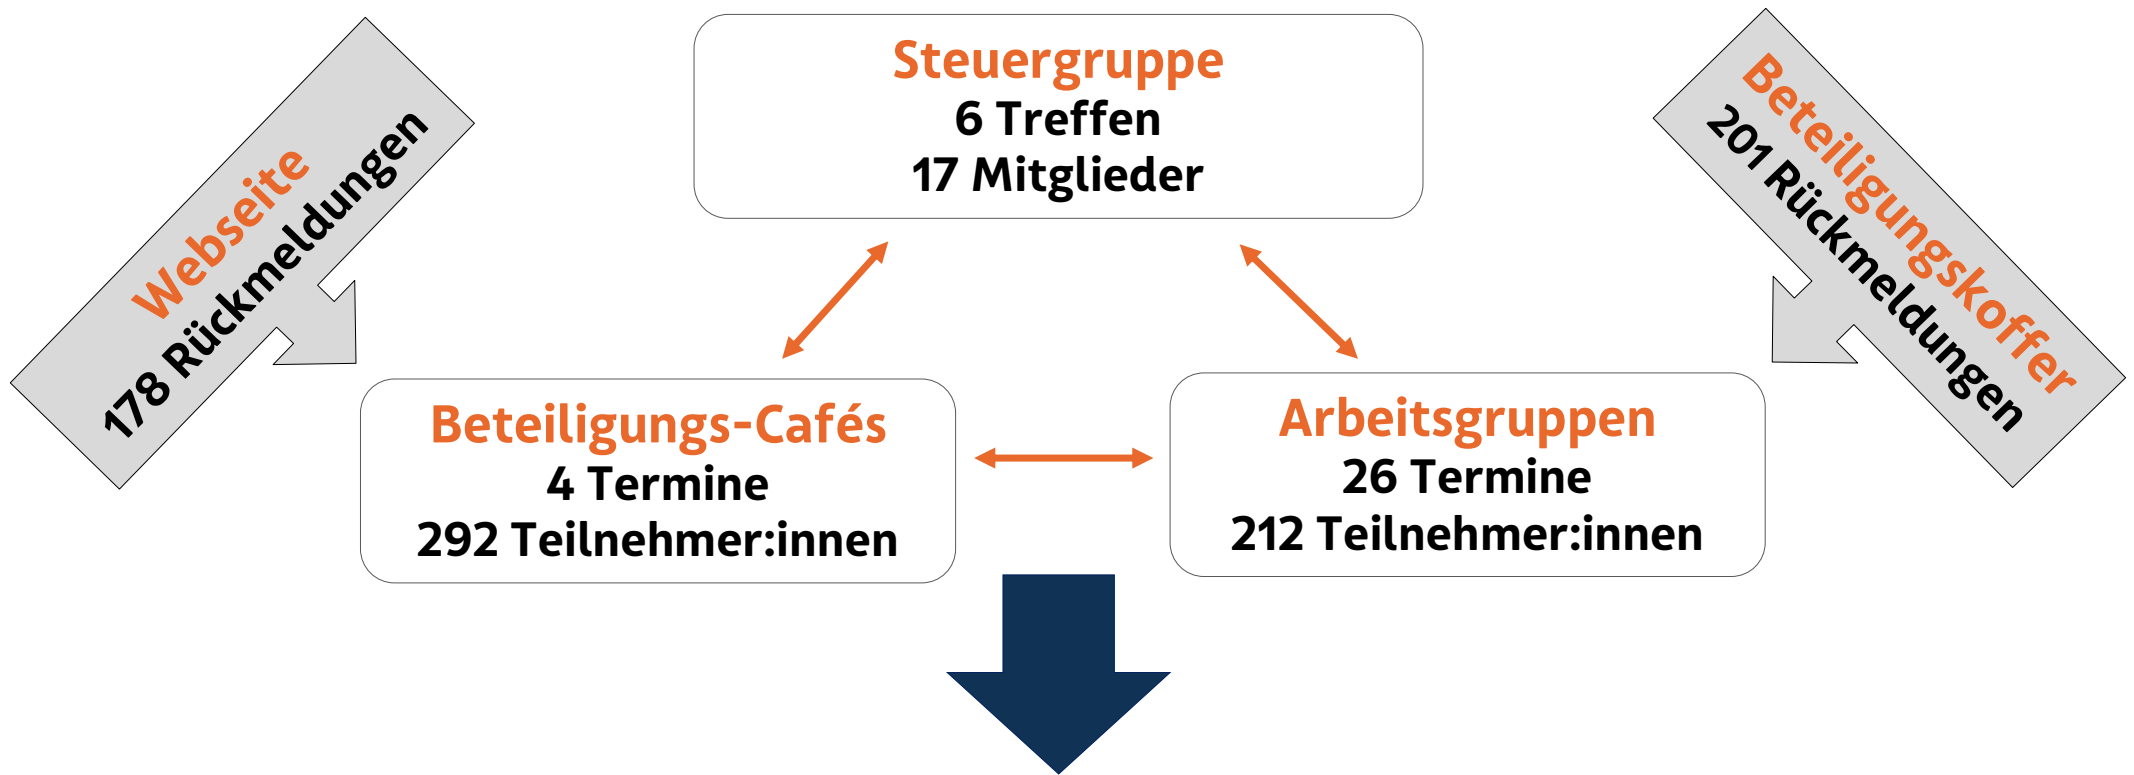 Webseite
178 Rückmeldungen
Steuergruppe
6 Treffen
17 Mitglieder
Beteiligungskoffer
201 Rückmeldungen
Beteiligungs-Cafés
4 Termine
292 Teilnehmer:innen
Arbeitsgruppen
26 Termine
212 Teilnehmer:innen